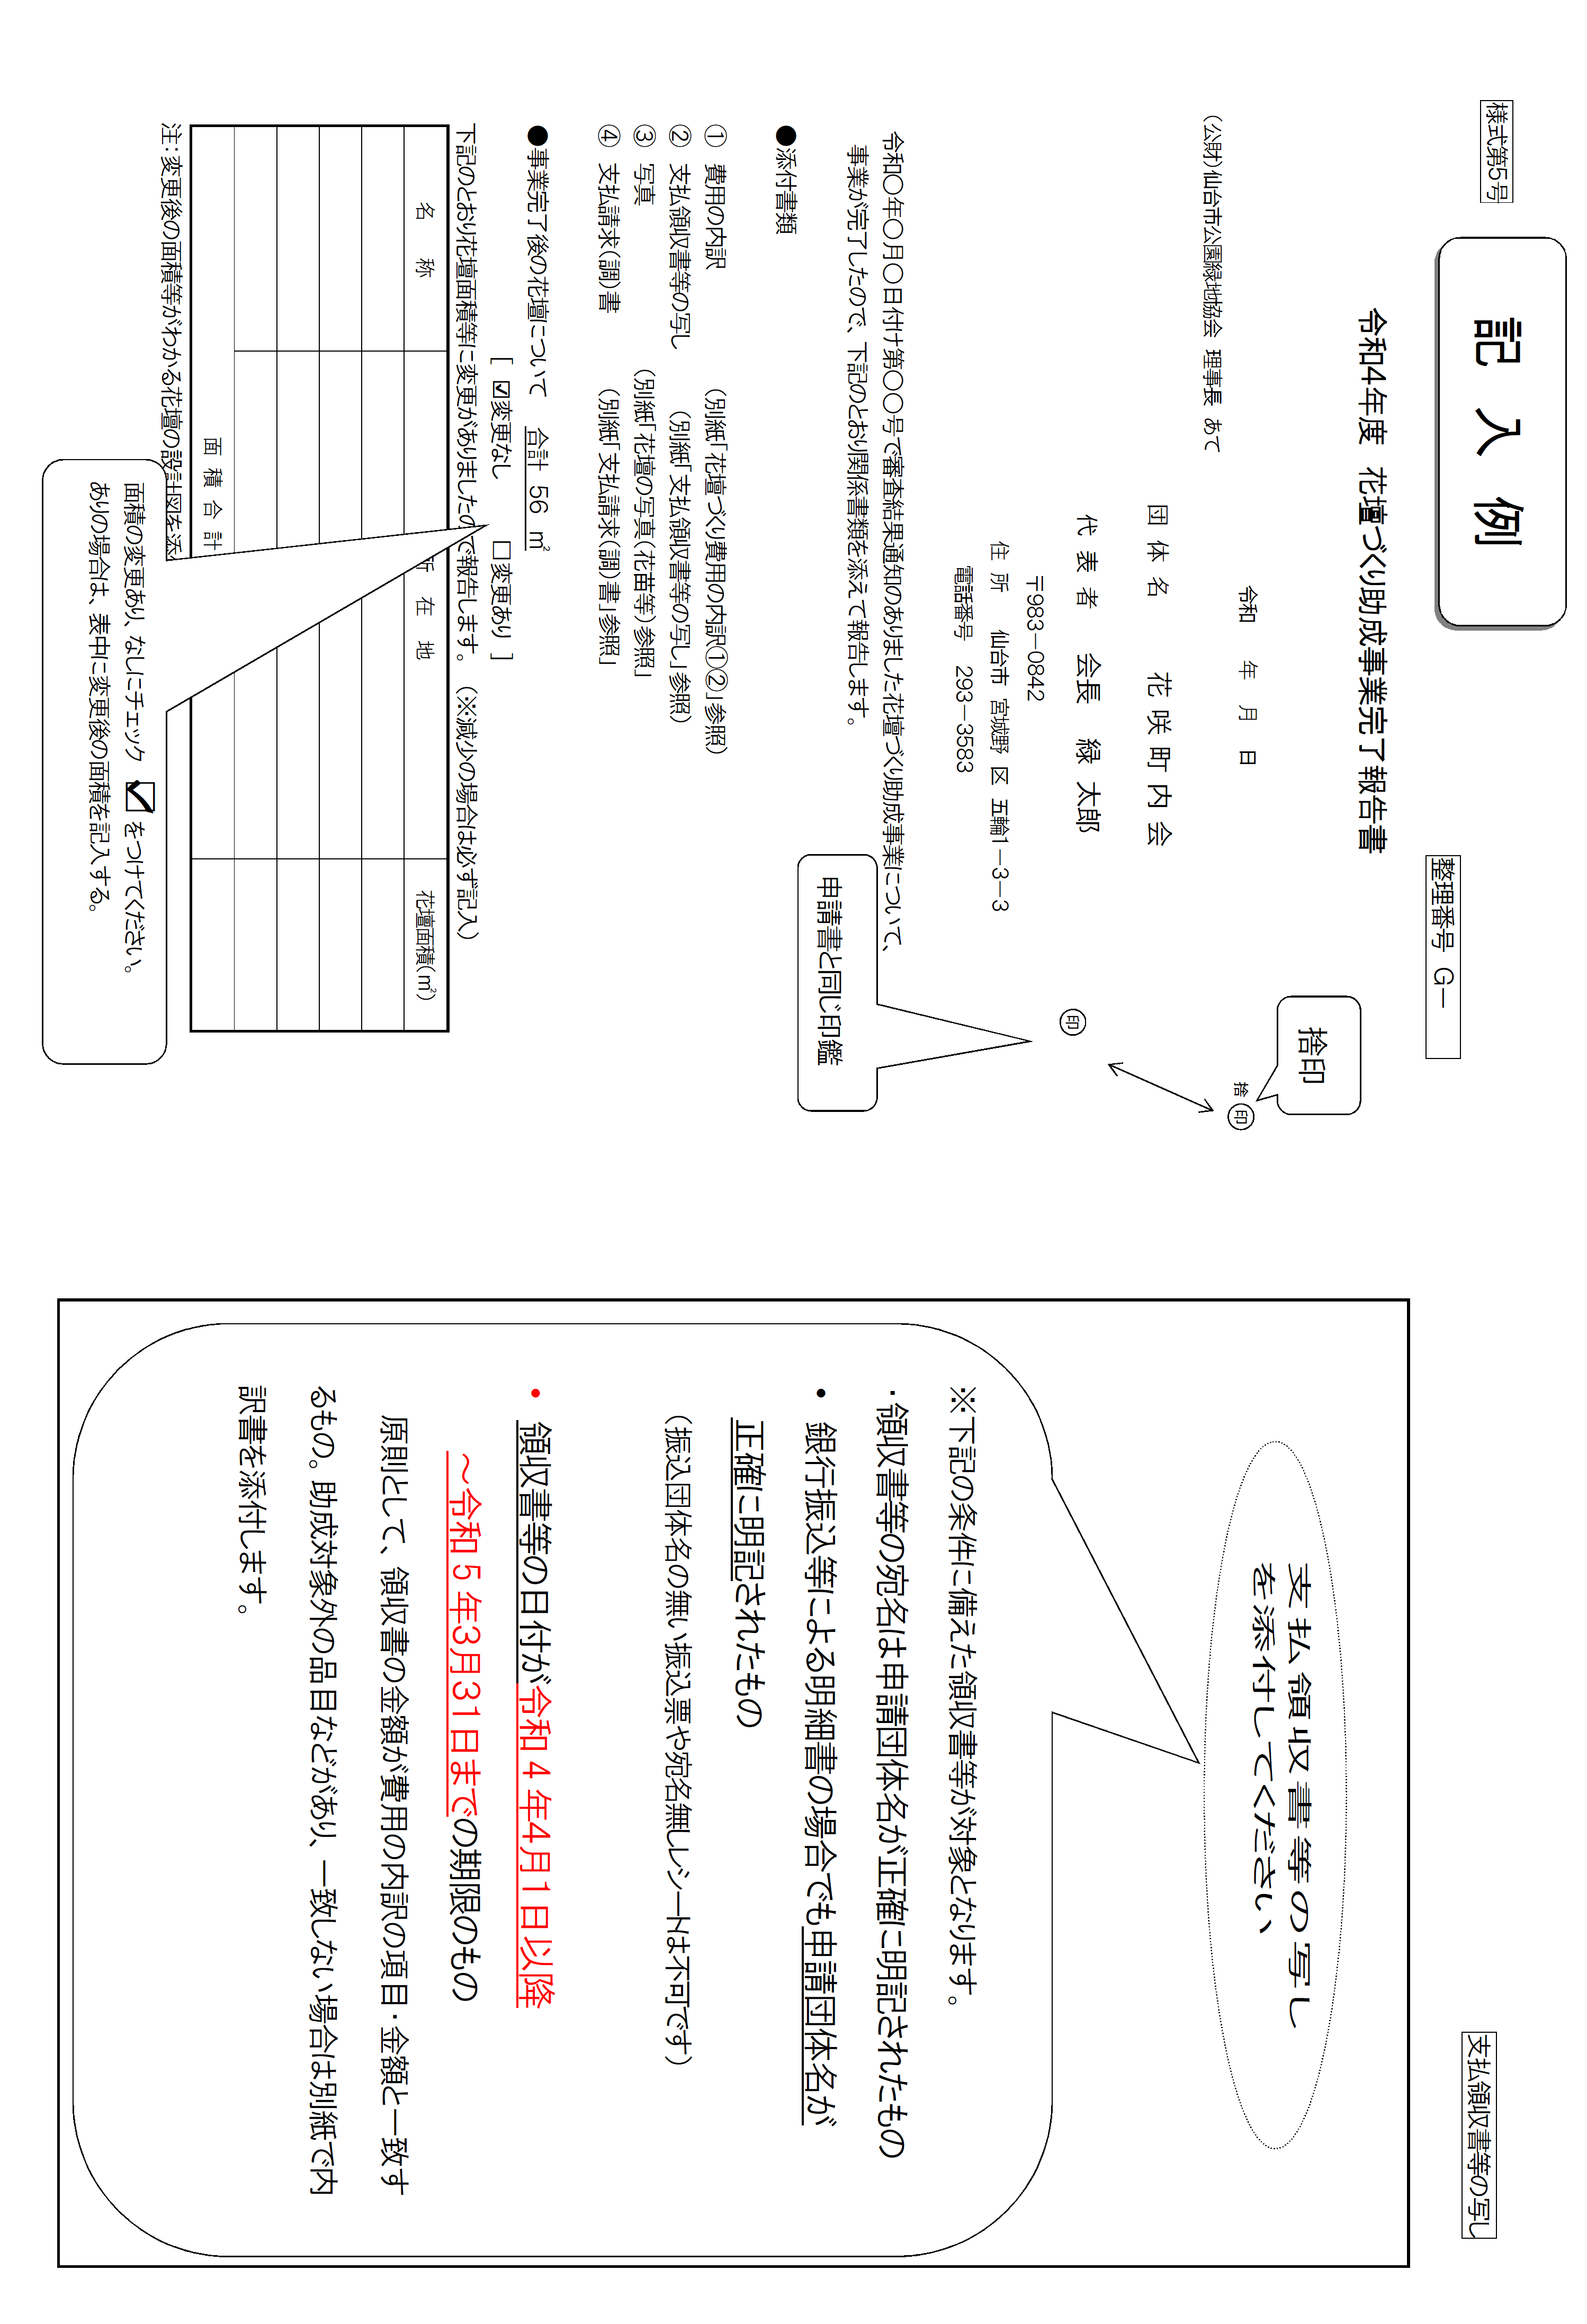 様式第5号
記入例
整理番号 G－
令和4年度 花壇づくり助成事業完了報告書
捨印
捨 印
令和 年 月 日
（公財）仙台市公園緑地協会 理事長 あて
団体名 花咲町内会
代表者 会長 緑 太郎 印
〒983－0842
住所 仙台市 宮城野 区 五輪1－3－3
電話番号 293－3583
申請書と同じ印鑑
令和〇年〇月〇日付け第〇〇号で審査結果通知のありました花壇づくり助成事業について、
事業が完了したので、下記のとおり関係書類を添えて報告します。
●添付書類
① 費用の内訳 （別紙「花壇づくり費用の内訳①②」参照）
② 支払領収書等の写し （別紙「支払領収書等の写し」参照）
③ 写真 （別紙「花壇の写真（花苗等）参照」
④ 支払請求（調）書 （別紙「支払請求（調）書」参照」
●事業完了後の花壇について 合計 56 ㎡
[ ☑変更なし □変更あり ]
下記のとおり花壇面積等に変更がありましたので報告します。（※減少の場合は必ず記入）
名称 所在地 花壇面積（㎡）
面積合計
注：変更後の面積等がわかる花壇の設計図を添
面積の変更あり、なしにチェック ☑ をつけてください。
ありの場合は、表中に変更後の面積を記入する。
支払領収書等の写し
支払領収書等の写し
を添付してください
※下記の条件に備えた領収書等が対象となります。
・領収書等の宛名は申請団体名が正確に明記されたもの
• 銀行振込等による明細書の場合でも申請団体名が
正確に明記されたもの
（振込団体名の無い振込票や宛名無しレシートは不可です）
• 領収書等の日付が令和4年4月1日以降
～令和5年3月31日までの期限のもの
原則として、領収書の金額が費用の内訳の項目・金額と一致す
るもの。助成対象外の品目などがあり、一致しない場合は別紙で内
訳書を添付します。